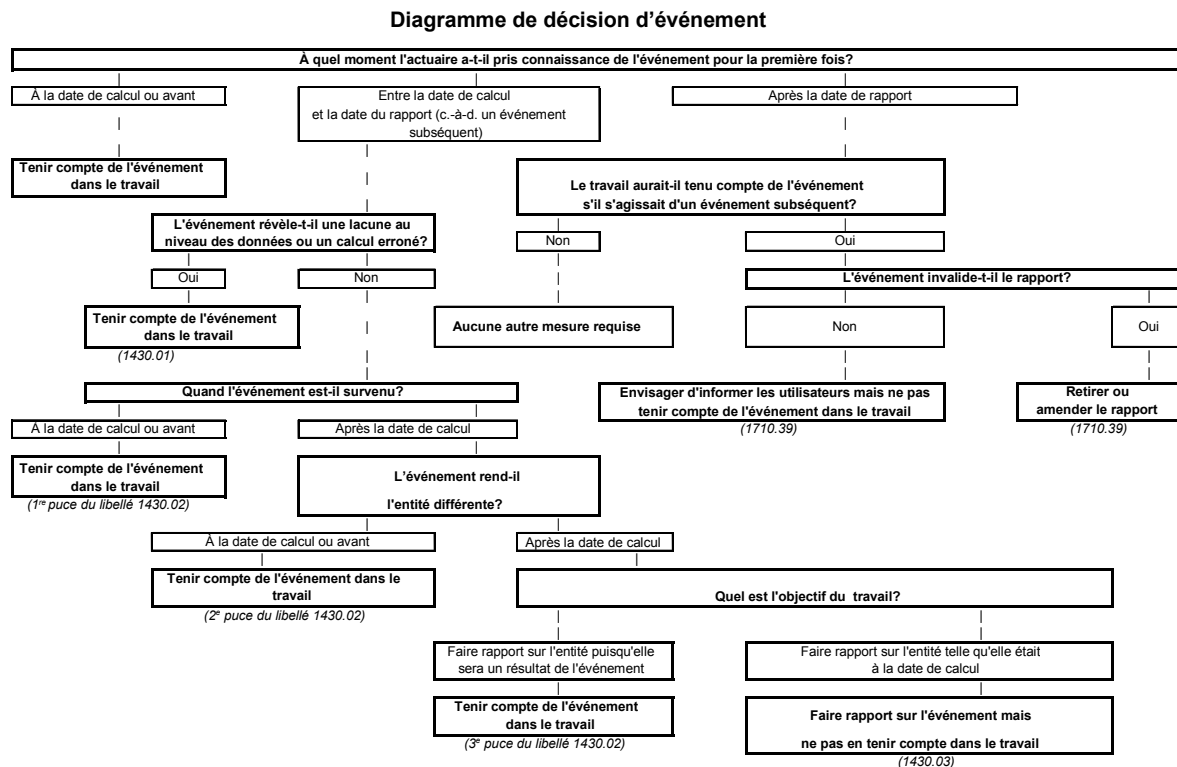 Diagramme de décision d'événement
À quel moment l'actuaire a-t-il pris connaissance de l'événement pour la première fois?
À la date de calcul ou avant
Entre la date de calcul
et la date du rapport (c.-à-d. un événement
subséquent)
Après la date de rapport
Tenir compte de l'événement
dans le travail
Le travail aurait-il tenu compte de l'événement
s'il s'agissait d'un événement subséquent?
L'événement révèle-t-il une lacune au
niveau des données ou un calcul erroné?
Non
Oui
Oui
Non
L'événement invalide-t-il le rapport?
Tenir compte de l'événement
dans le travail
(1430.01)
Aucune autre mesure requise
Non
Oui
Quand l'événement est-il survenu?
Envisager d'informer les utilisateurs mais ne pas
tenir compte de l'événement dans le travail
(1710.39)
Retirer ou
amender le rapport
(1710.39)
À la date de calcul ou avant
Après la date de calcul
Tenir compte de l'événement
dans le travail
(1re puce du libellé 1430.02)
L'événement rend-il
l'entité différente?
À la date de calcul ou avant
Après la date de calcul
Tenir compte de l'événement dans le
travail
(2e puce du libellé 1430.02)
Quel est l'objectif du travail?
Faire rapport sur l'entité puisqu'elle
sera un résultat de l'événement
Faire rapport sur l'entité telle qu'elle était
à la date de calcul
Tenir compte de l'événement
dans le travail
(3e puce du libellé 1430.02)
Faire rapport sur l'événement mais
ne pas en tenir compte dans le travail
(1430.03)